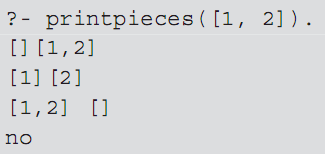 ?- printpieces([1, 2]).
[][1,2]
[1][2]
[1,2] []
no